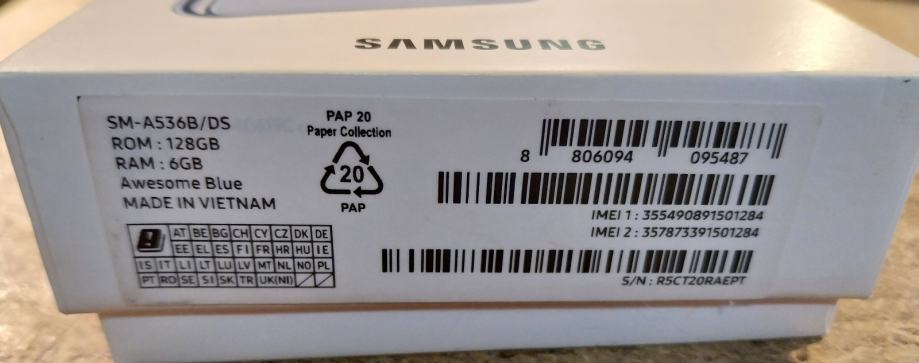 SAMSUNG
SM-A536B/DS
ROM : 128GB
RAM : 6GB
Awesome Blue
MADE IN VIETNAM
AT BE BG CH CY CZ DK DE
EE EL ES FI FR HR HU IE
IS IT LI LT LU LV MT NL NO PL
PT RO SE SI SK TR UK(NI)
PAP 20
Paper Collection
20
PAP
8 806094 095487
IMEI 1 : 355490891501284
IMEI 2 : 357873391501284
S/N : R5CT20RAEPT